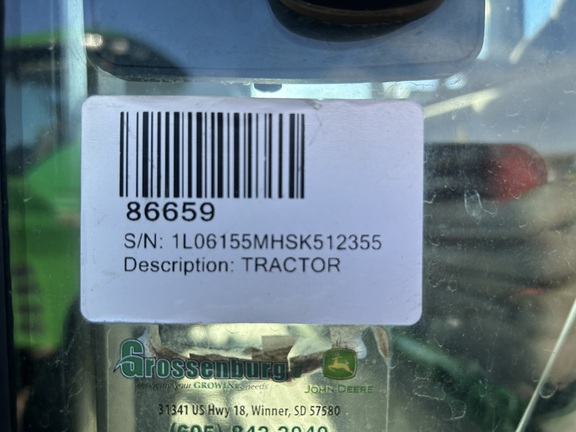 86659
S/N: 1L06155MHSK512355
Description: TRACTOR
Grossenburg
JOHN DEERE
31341 US Hwy 18, Winner, SD 57580